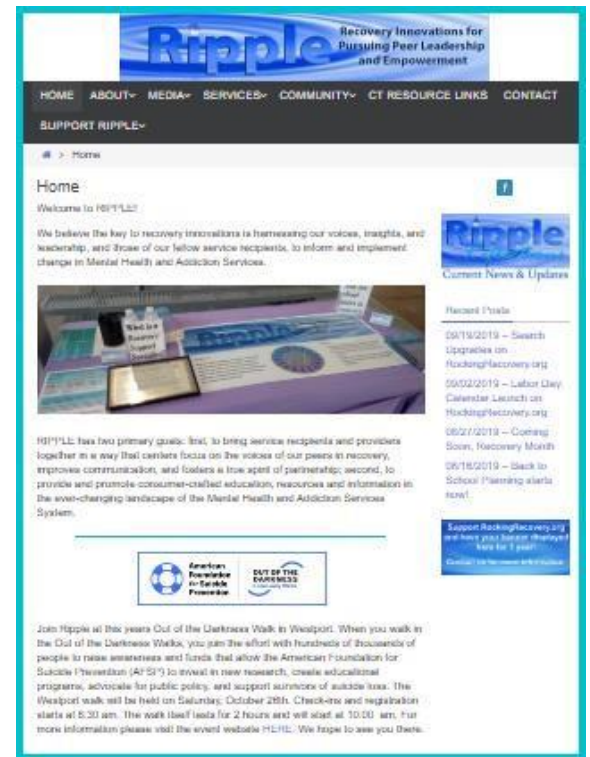 Ripple
Recovery Innovations for
Pursuing Peer Leadership
and Empowerment
HOME ABOUT MEDIA SERVICES COMMUNITY CT RESOURCE LINKS CONTACT
SUPPORT RIPPLE
> Home
Home
Welcome to RIPPLE!
We believe the key to recovery innovations is harnessing our voices, insights, and
leadership, and those of our fellow service recipients, to inform and implement
change in Mental Health and Addiction Services.
What is a
Recovery
Support
Ripple
RIPPLE has two primary goals: first, to bring service recipients and providers
together in a way that centers focus on the voices of our peers in recovery,
improves communication, and fosters a true spirit of partnership; second, to
provide and promote consumer-crafted education, resources and information in
the ever-changing landscape of the Mental Health and Addiction Services
System.
American
Foundation
for Suicide
Prevention
OUT OF THE
DARKNESS
Community Walks
Join Ripple at this years Out of the Darkness Walk in Westport. When you walk in
the Out of the Darkness Walks, you join the effort with hundreds of thousands of
people to raise awareness and funds that allow the American Foundation for
Suicide Prevention (AFSP) to invest in new research, create educational
programs, advocate for public policy, and support survivors of suicide loss. The
Westport walk will be held on Saturday, October 26th. Check-ins and registration
starts at 8:30 am. The walk itself lasts for 2 hours and will start at 10:00 am. For
more information please visit the event website HERE. We hope to see you there.
f
Ripple
Current News & Updates
Recent Posts
09/19/2019 – Search
Upgrades on
RockingRecovery.org
09/02/2019 – Labor Day
Calendar Launch on
RockingRecovery.org
08/27/2019 – Coming
Soon, Recovery Month
08/16/2019 – Back to
School Planning starts
now!
Support RockingRecovery.org
and have your banner displayed
here for 1 year!
Contact us for more information